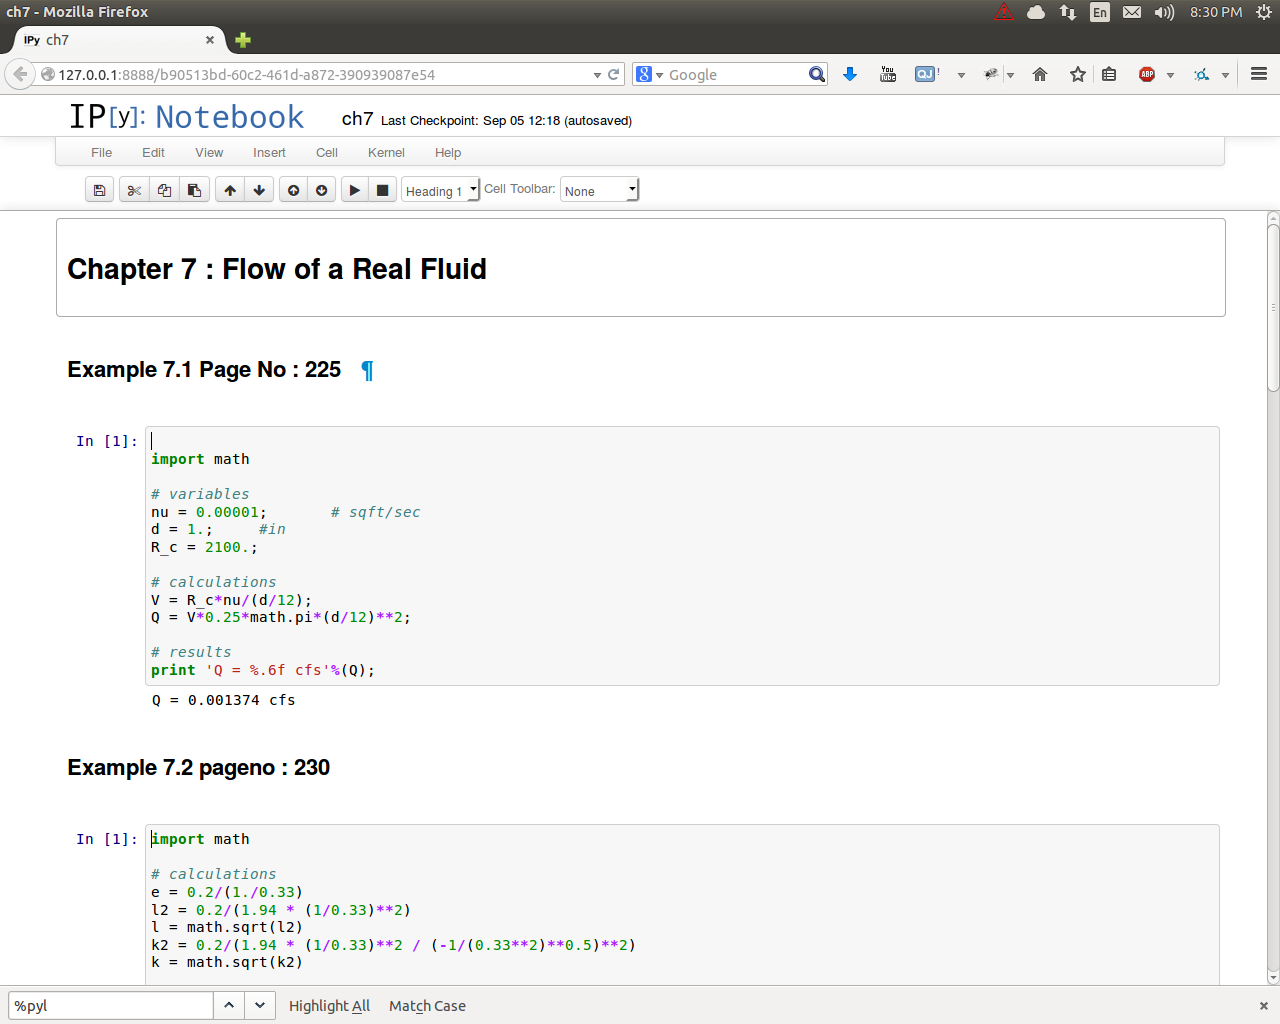 ch7 - Mozilla Firefox
En
8:30 PM
IPy ch7
127.0.0.1:8888/b90513bd-60c2-461d-a872-390939087e54
8 Google
You Tube
QJ !
ABP
IP[y]: Notebook
ch7 Last Checkpoint: Sep 05 12:18 (autosaved)
File Edit View Insert Cell Kernel Help
Heading 1 Cell Toolbar: None
Chapter 7 : Flow of a Real Fluid
Example 7.1 Page No : 225 ¶
In [1]:
import math
# variables
nu = 0.00001; # sqft/sec
d = 1.; #in
R_c = 2100.;
# calculations
V = R_c*nu/(d/12);
Q = V*0.25*math.pi*(d/12)**2;
# results
print 'Q = %.6f cfs'%(Q);
Q = 0.001374 cfs
Example 7.2 pageno : 230
In [1]: import math
# calculations
e = 0.2/(1./0.33)
l2 = 0.2/(1.94 * (1/0.33)**2)
l = math.sqrt(l2)
k2 = 0.2/(1.94 * (1/0.33)**2 / (-1/(0.33**2)**0.5)**2)
k = math.sqrt(k2)
%pyl Highlight All Match Case